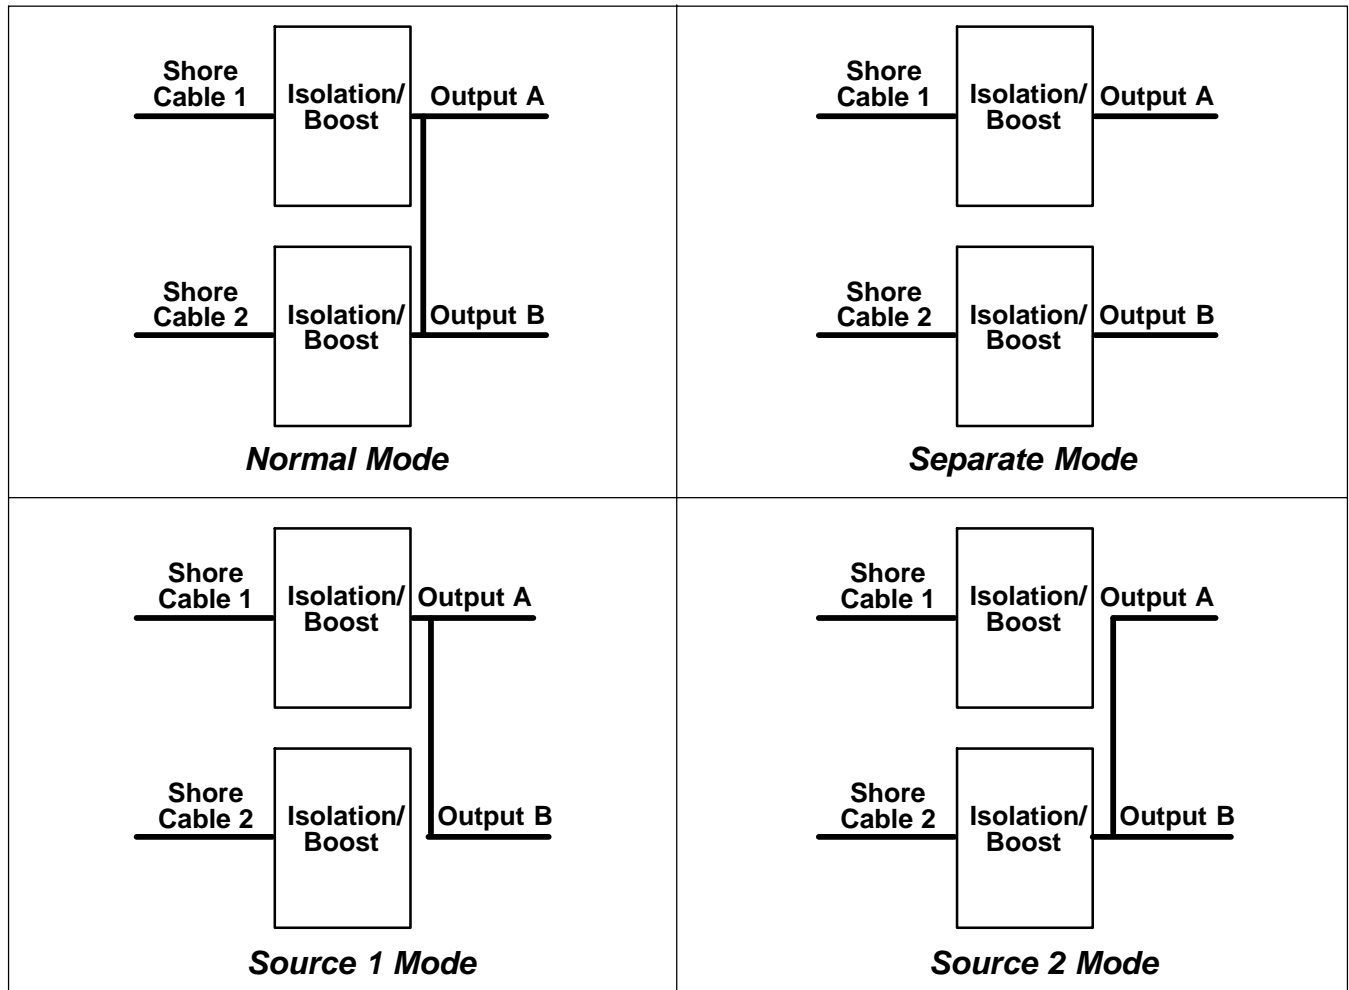 Shore
Cable 1
Isolation/
Boost
Output A
Shore
Cable 2
Isolation/
Boost
Output B
Normal Mode
Shore
Cable 1
Isolation/
Boost
Output A
Shore
Cable 2
Isolation/
Boost
Output B
Separate Mode
Shore
Cable 1
Isolation/
Boost
Output A
Shore
Cable 2
Isolation/
Boost
Output B
Source 1 Mode
Shore
Cable 1
Isolation/
Boost
Output A
Shore
Cable 2
Isolation/
Boost
Output B
Source 2 Mode